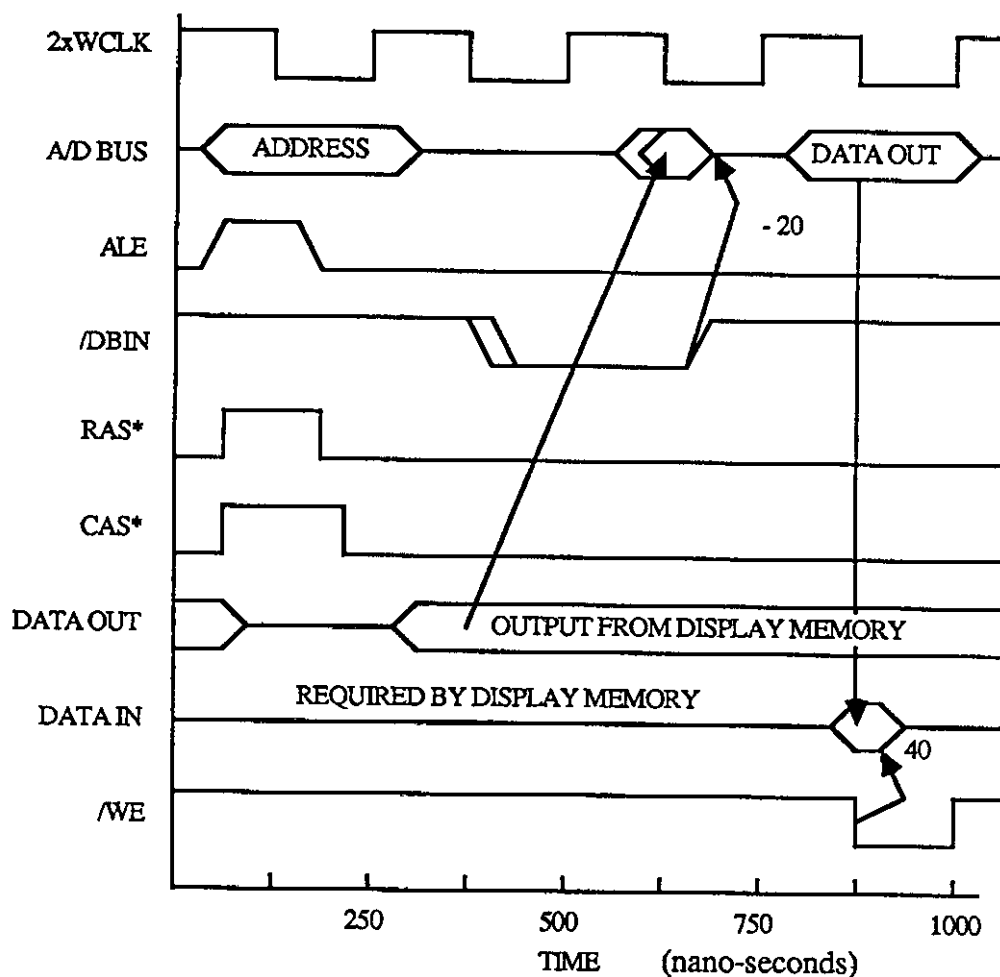 2xWCLK
A/D BUS
ADDRESS
DATA OUT
- 20
ALE
/DBIN
RAS*
CAS*
DATA OUT
OUTPUT FROM DISPLAY MEMORY
REQUIRED BY DISPLAY MEMORY
DATA IN
40
/WE
250 500 750 1000
TIME (nano-seconds)